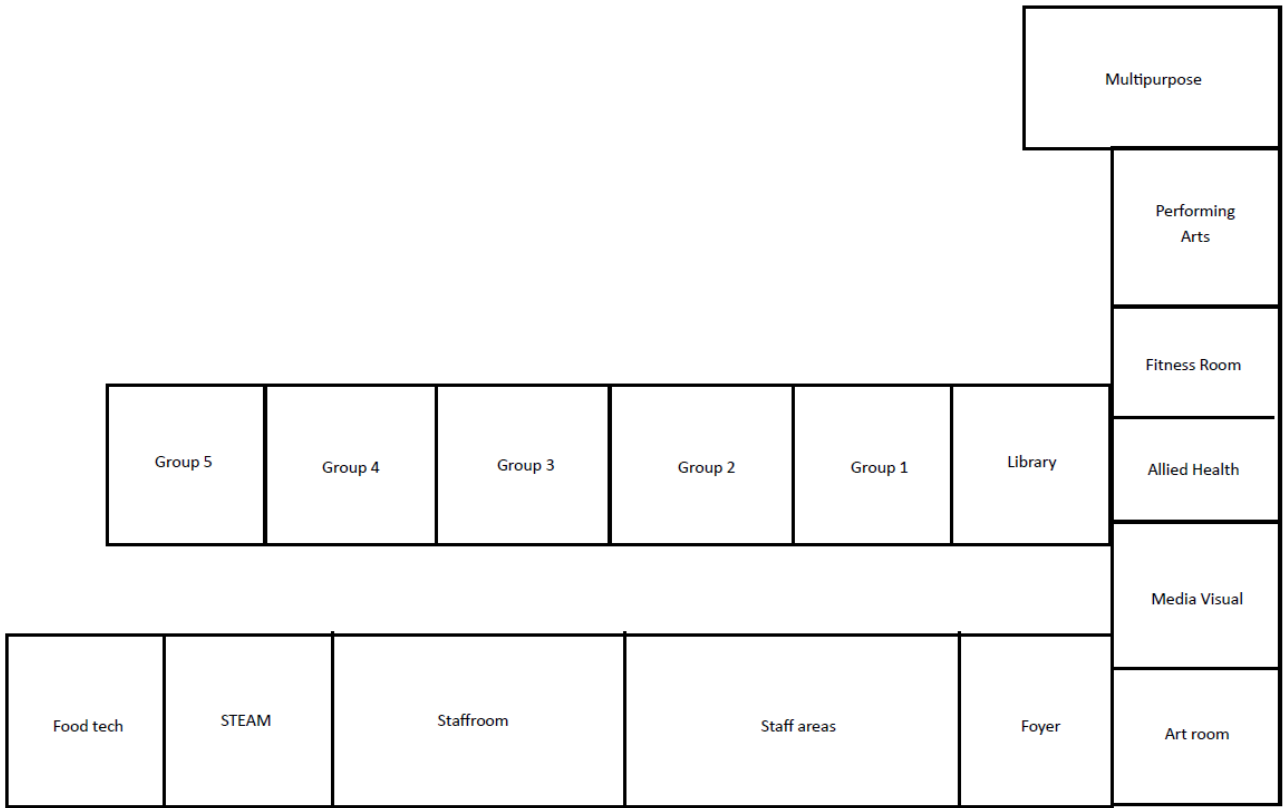 Multipurpose
Performing
Arts
Fitness Room
Group 5
Group 4
Group 3
Group 2
Group 1
Library
Allied Health
Media Visual
Food tech
STEAM
Staffroom
Staff areas
Foyer
Art room